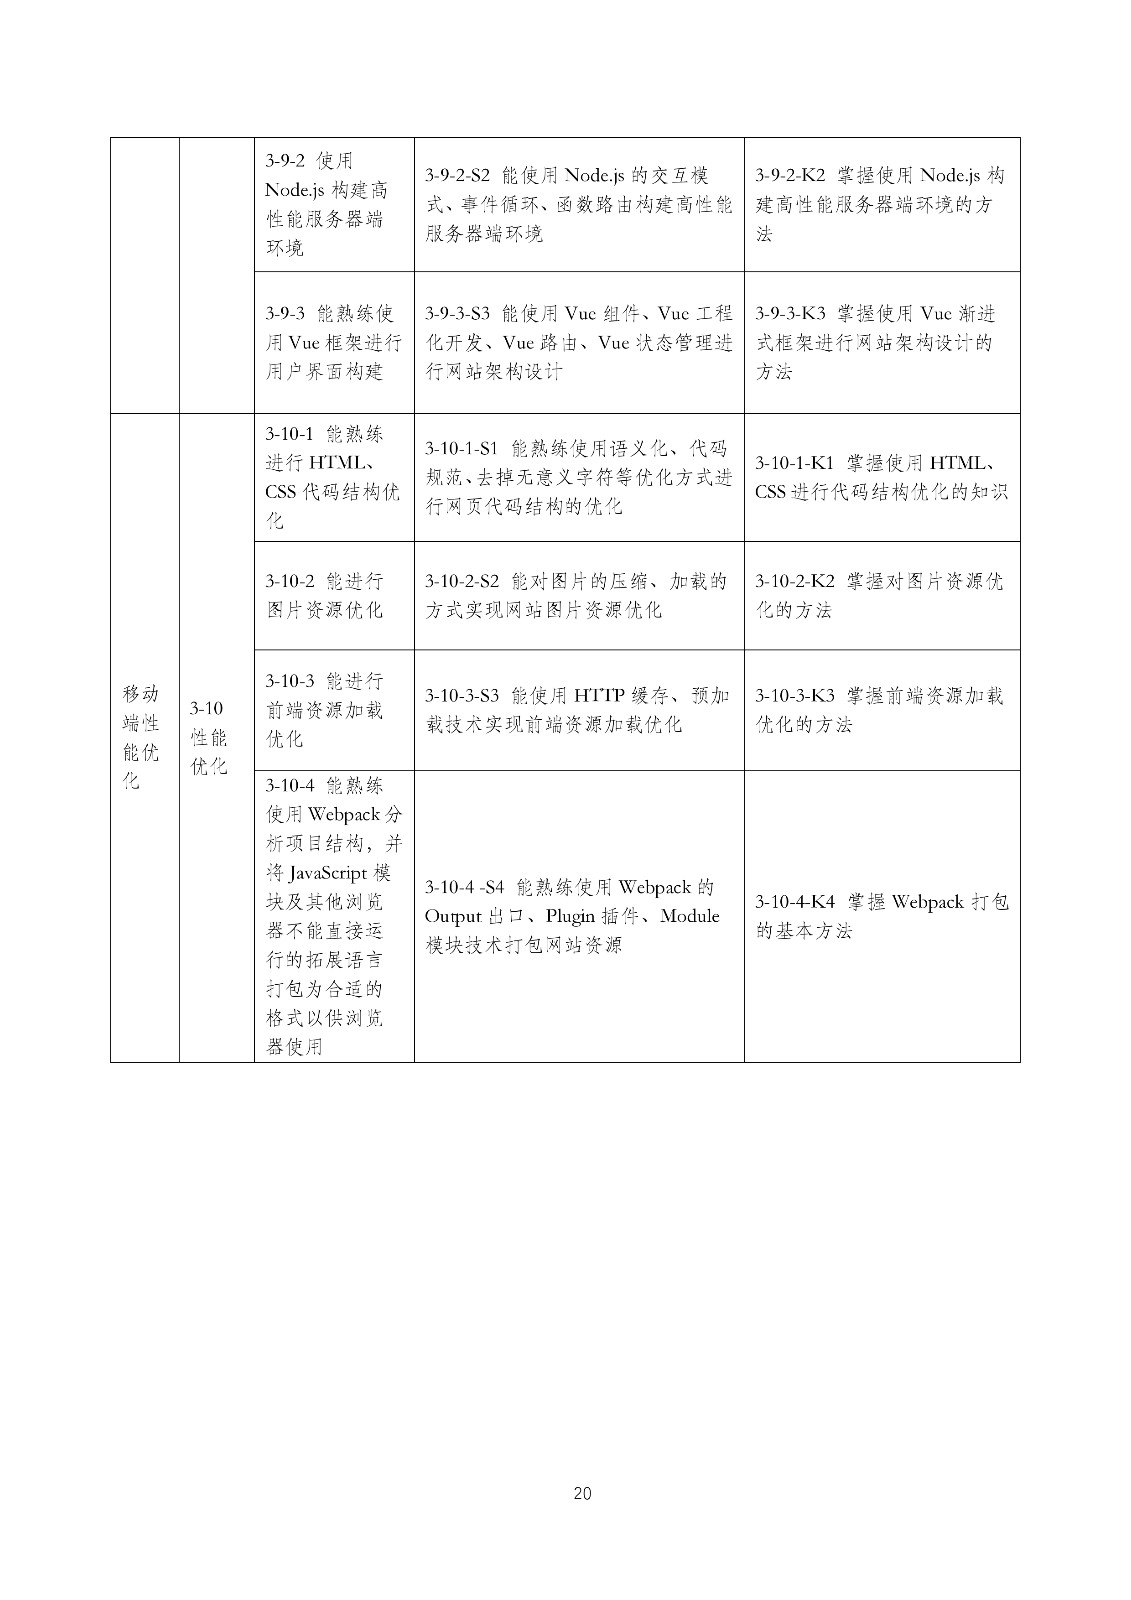 3-9-2 使用
Node.js 构建高
性能服务器端
环境
3-9-2-S2 能使用 Node.js 的交互模
式、事件循环、函数路由构建高性能
服务器端环境
3-9-2-K2 掌握使用 Node.js 构
建高性能服务器端环境的方
法
3-9-3 能熟练使
用 Vue 框架进行
用户界面构建
3-9-3-S3 能使用 Vue 组件、Vue 工程
化开发、Vue 路由、Vue 状态管理进
行网站架构设计
3-9-3-K3 掌握使用 Vue 渐进
式框架进行网站架构设计的
方法
移动
端性
能优
化
3-10
性能
优化
3-10-1 能熟练
进行 HTML、
CSS 代码结构优
化
3-10-1-S1 能熟练使用语义化、代码
规范、去掉无意义字符等优化方式进
行网页代码结构的优化
3-10-1-K1 掌握使用 HTML、
CSS 进行代码结构优化的知识
3-10-2 能进行
图片资源优化
3-10-2-S2 能对图片的压缩、加载的
方式实现网站图片资源优化
3-10-2-K2 掌握对图片资源优
化的方法
3-10-3 能进行
前端资源加载
优化
3-10-3-S3 能使用 HTTP 缓存、预加
载技术实现前端资源加载优化
3-10-3-K3 掌握前端资源加载
优化的方法
3-10-4 能熟练
使用 Webpack 分
析项目结构，并
将 JavaScript 模
块及其他浏览
器不能直接运
行的拓展语言
打包为合适的
格式以供浏览
器使用
3-10-4 -S4 能熟练使用 Webpack 的
Output 出口、Plugin 插件、Module
模块技术打包网站资源
3-10-4-K4 掌握 Webpack 打包
的基本方法
20